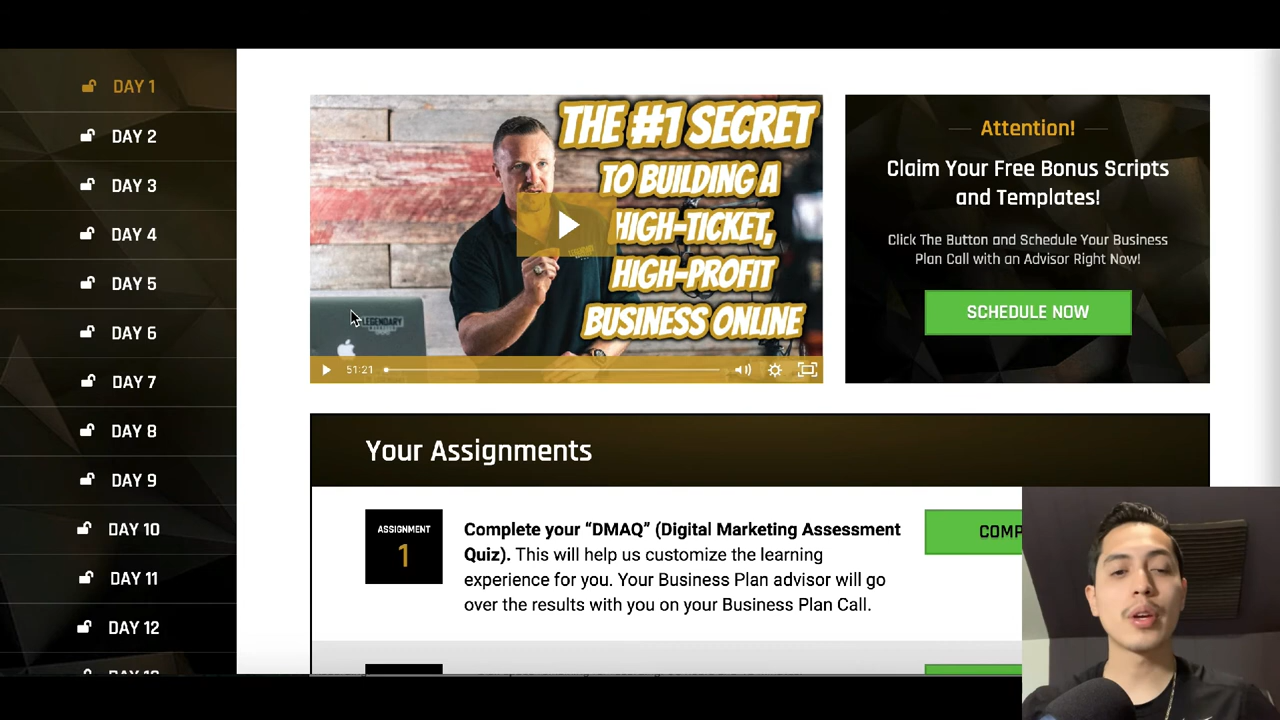 DAY 1
DAY 2
DAY 3
DAY 4
DAY 5
DAY 6
DAY 7
DAY 8
DAY 9
DAY 10
DAY 11
DAY 12
THE #1 SECRET
TO BUILDING A
HIGH-TICKET,
HIGH-PROFIT
BUSINESS ONLINE
LEGENDARY
51:21
Attention!
Claim Your Free Bonus Scripts
and Templates!
Click The Button and Schedule Your Business
Plan Call with an Advisor Right Now!
SCHEDULE NOW
Your Assignments
ASSIGNMENT
1
Complete your “DMAQ” (Digital Marketing Assessment
Quiz). This will help us customize the learning
experience for you. Your Business Plan advisor will go
over the results with you on your Business Plan Call.
COMP